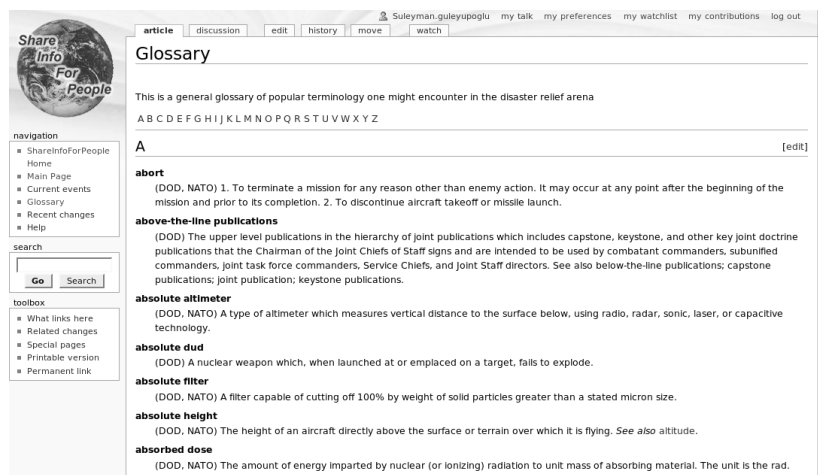 Suleyman.guleyupoglu my talk my preferences my watchlist my contributions log out
article discussion edit history move watch
Share
Info
For
People
Glossary
This is a general glossary of popular terminology one might encounter in the disaster relief arena
A B C D E F G H I J K L M N O P Q R S T U V W X Y Z
navigation
ShareInfoForPeople
Home
Main Page
Current events
Glossary
Recent changes
Help
search
Go Search
toolbox
What links here
Related changes
Special pages
Printable version
Permanent link
A [edit]
abort
(DOD, NATO) 1. To terminate a mission for any reason other than enemy action. It may occur at any point after the beginning of the
mission and prior to its completion. 2. To discontinue aircraft takeoff or missile launch.
above-the-line publications
(DOD) The upper level publications in the hierarchy of joint publications which includes capstone, keystone, and other key joint doctrine
publications that the Chairman of the Joint Chiefs of Staff signs and are intended to be used by combatant commanders, subunified
commanders, joint task force commanders, Service Chiefs, and Joint Staff directors. See also below-the-line publications; capstone
publications; joint publication; keystone publications.
absolute altimeter
(DOD, NATO) A type of altimeter which measures vertical distance to the surface below, using radio, radar, sonic, laser, or capacitive
technology.
absolute dud
(DOD) A nuclear weapon which, when launched at or emplaced on a target, fails to explode.
absolute filter
(DOD, NATO) A filter capable of cutting off 100% by weight of solid particles greater than a stated micron size.
absolute height
(DOD, NATO) The height of an aircraft directly above the surface or terrain over which it is flying. See also altitude.
absorbed dose
(DOD, NATO) The amount of energy imparted by nuclear (or ionizing) radiation to unit mass of absorbing material. The unit is the rad.